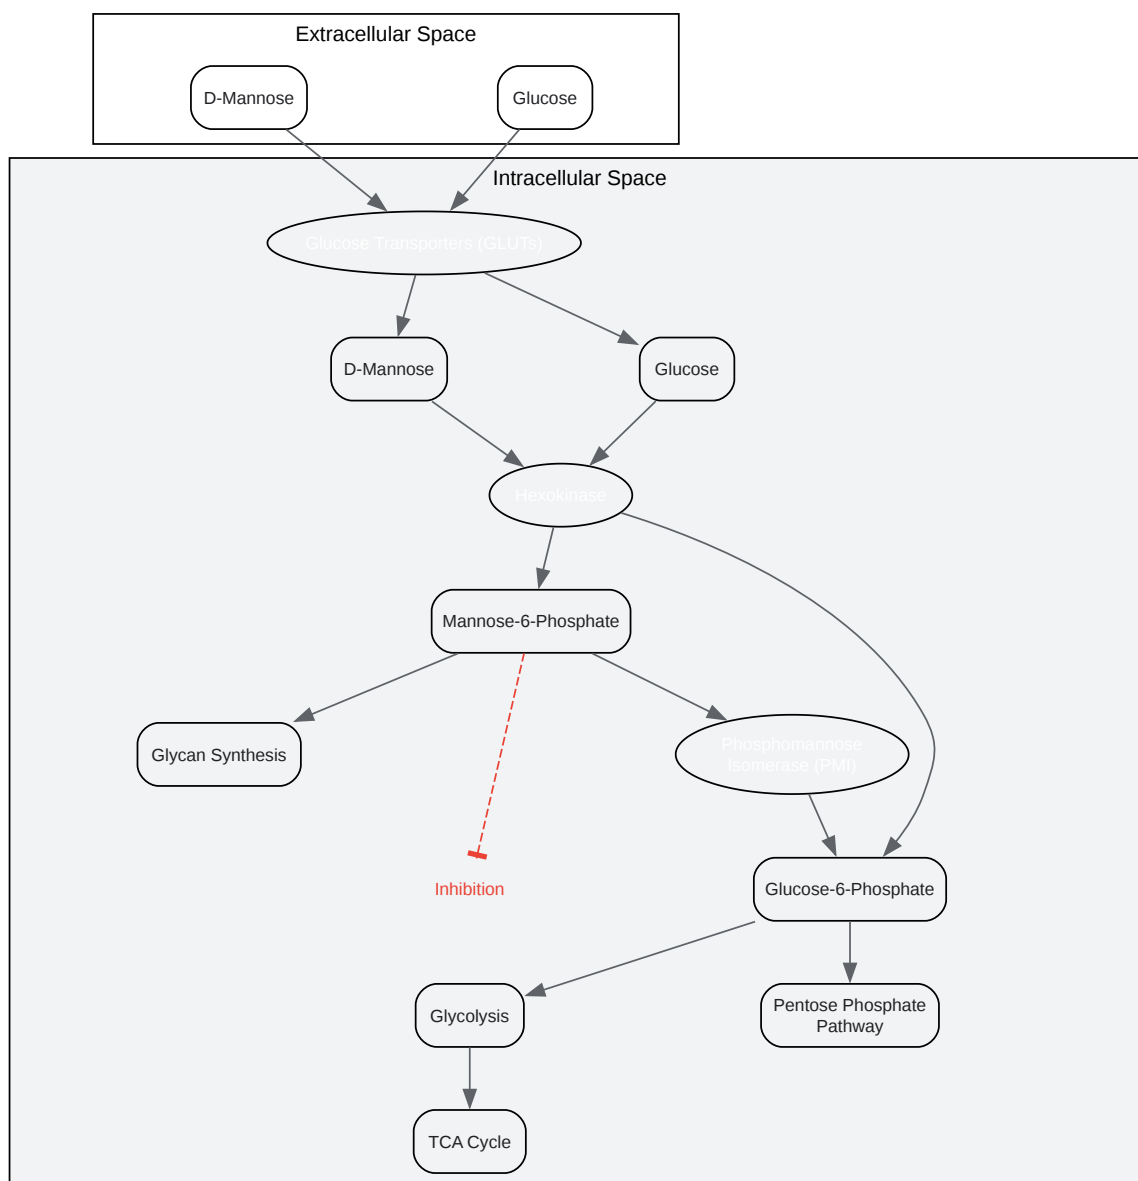 Extracellular Space
D-Mannose
Glucose
Intracellular Space
Glucose Transporters (GLUTs)
D-Mannose
Glucose
Hexokinase
Mannose-6-Phosphate
Glycan Synthesis
Phosphomannose
Isomerase (PMI)
Inhibition
Glucose-6-Phosphate
Glycolysis
Pentose Phosphate
Pathway
TCA Cycle